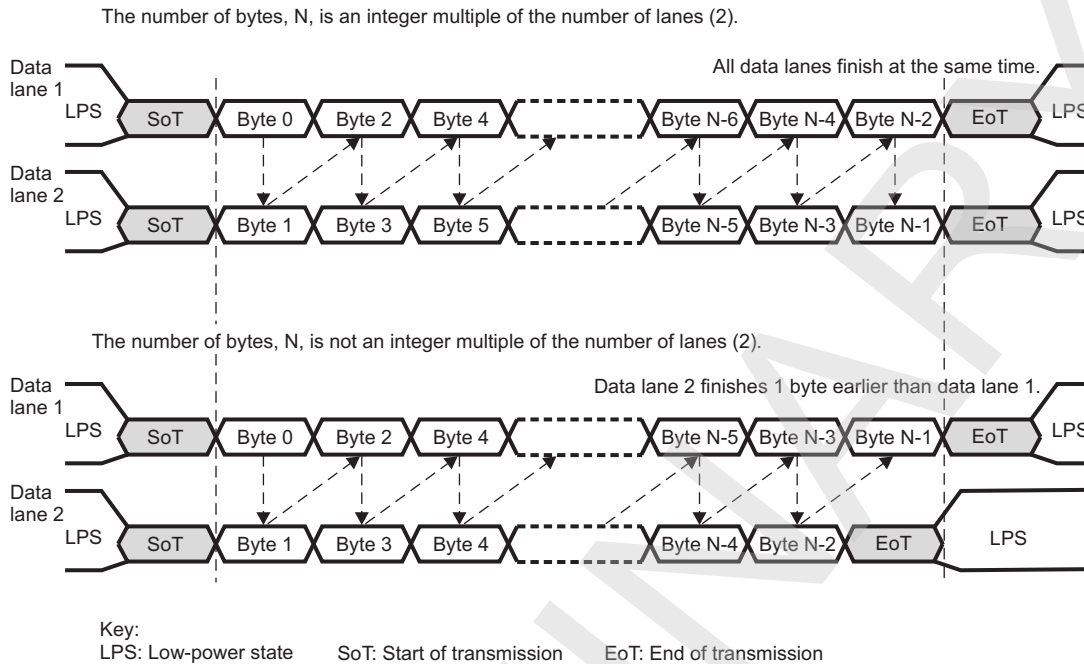 The number of bytes, N, is an integer multiple of the number of lanes (2).
All data lanes finish at the same time.
Data
lane 1
LPS SoT Byte 0 Byte 2 Byte 4 Byte N-6 Byte N-4 Byte N-2 EoT LPS
Data
lane 2
LPS SoT Byte 1 Byte 3 Byte 5 Byte N-5 Byte N-3 Byte N-1 EoT LPS
The number of bytes, N, is not an integer multiple of the number of lanes (2).
Data lane 2 finishes 1 byte earlier than data lane 1.
Data
lane 1
LPS SoT Byte 0 Byte 2 Byte 4 Byte N-5 Byte N-3 Byte N-1 EoT LPS
Data
lane 2
LPS SoT Byte 1 Byte 3 Byte 4 Byte N-4 Byte N-2 EoT LPS
Key:
LPS: Low-power state SoT: Start of transmission EoT: End of transmission